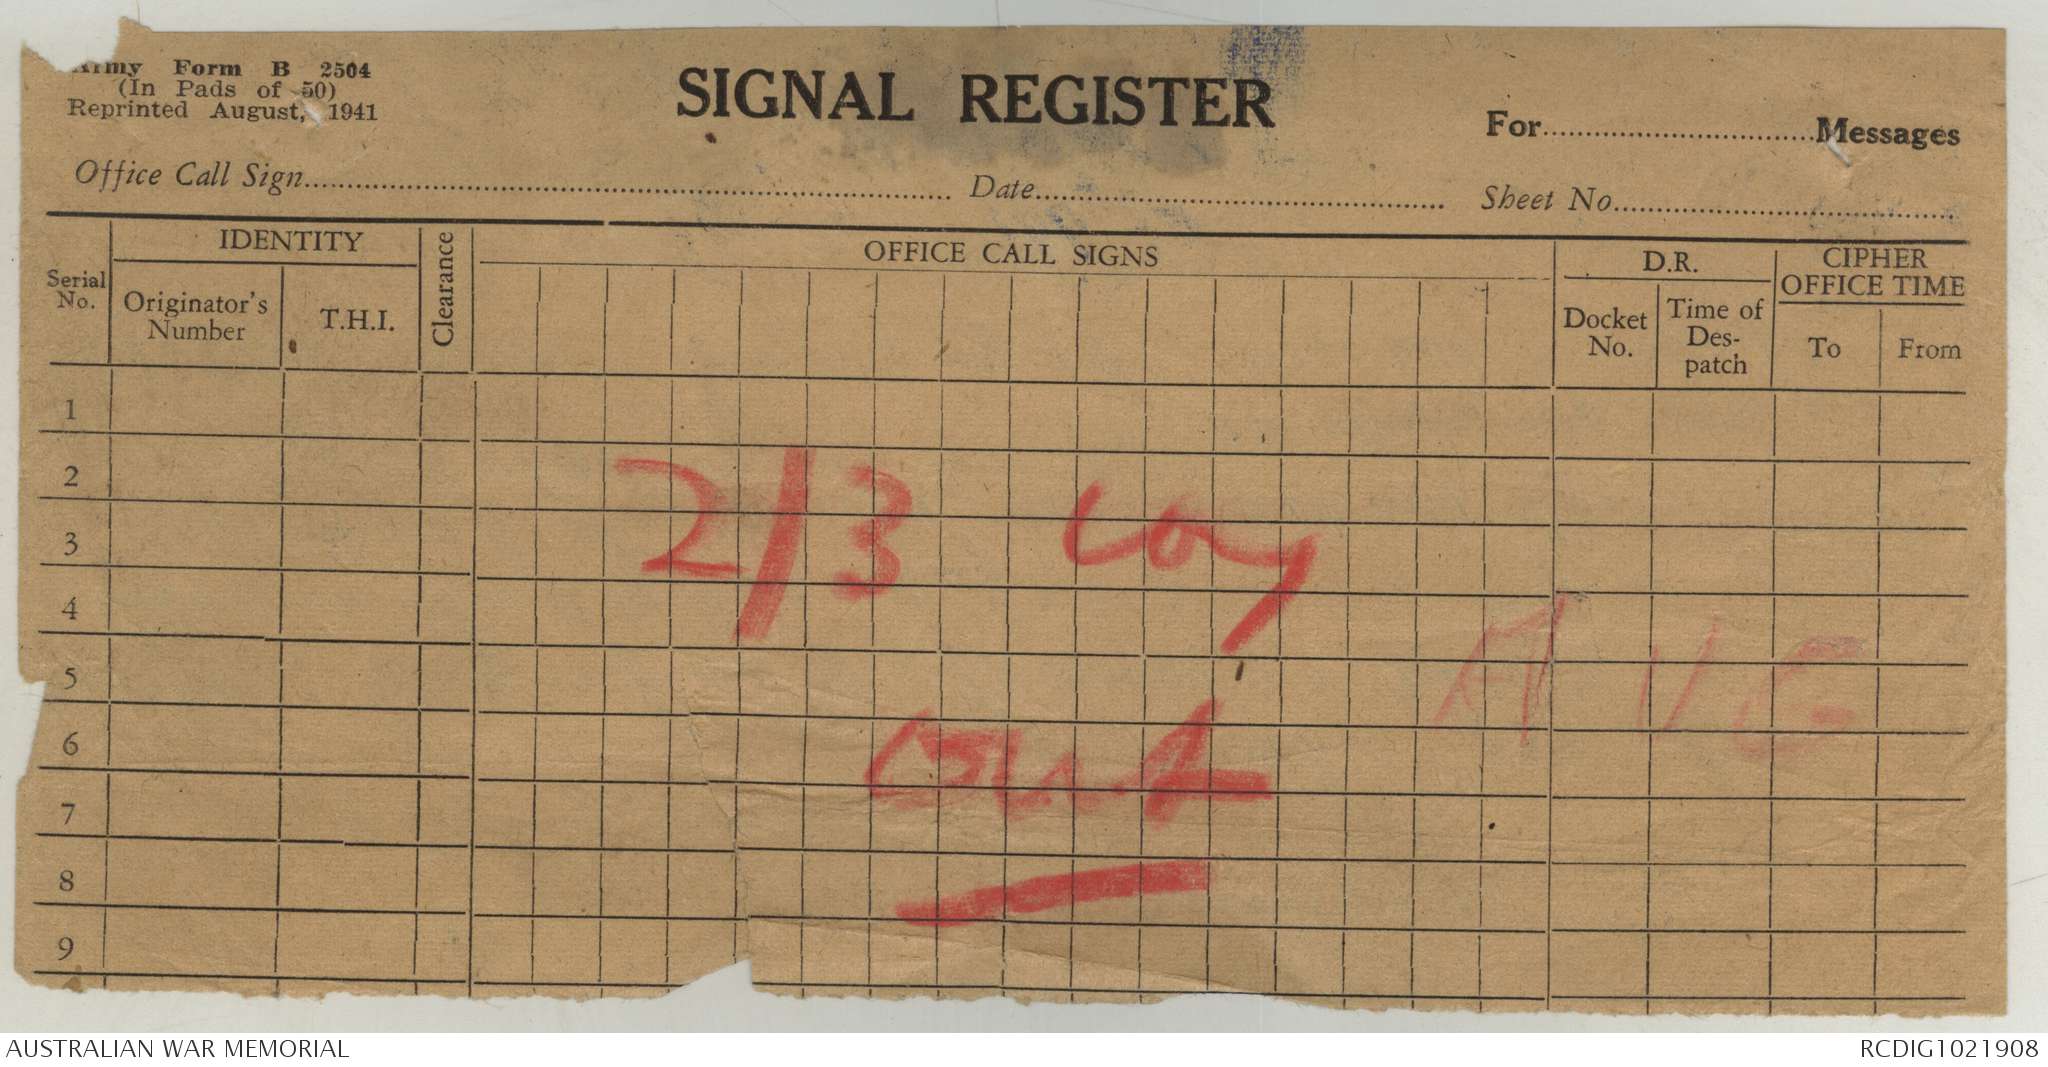 Army Form B 2504
(In Pads of 50)
Reprinted August, 1941
SIGNAL REGISTER
For..............................Messages
Office Call Sign.......................................................................... Date................................................ Sheet No.......................................
Serial No.
IDENTITY
Originator's Number
T.H.I.
Clearance
OFFICE CALL SIGNS
D.R.
Docket No.
Time of Des-
patch
CIPHER
OFFICE TIME
To
From
1
2
3
4
5
6
7
8
9
2/3 Coy
Out
AUSTRALIAN WAR MEMORIAL
RCDIG1021908